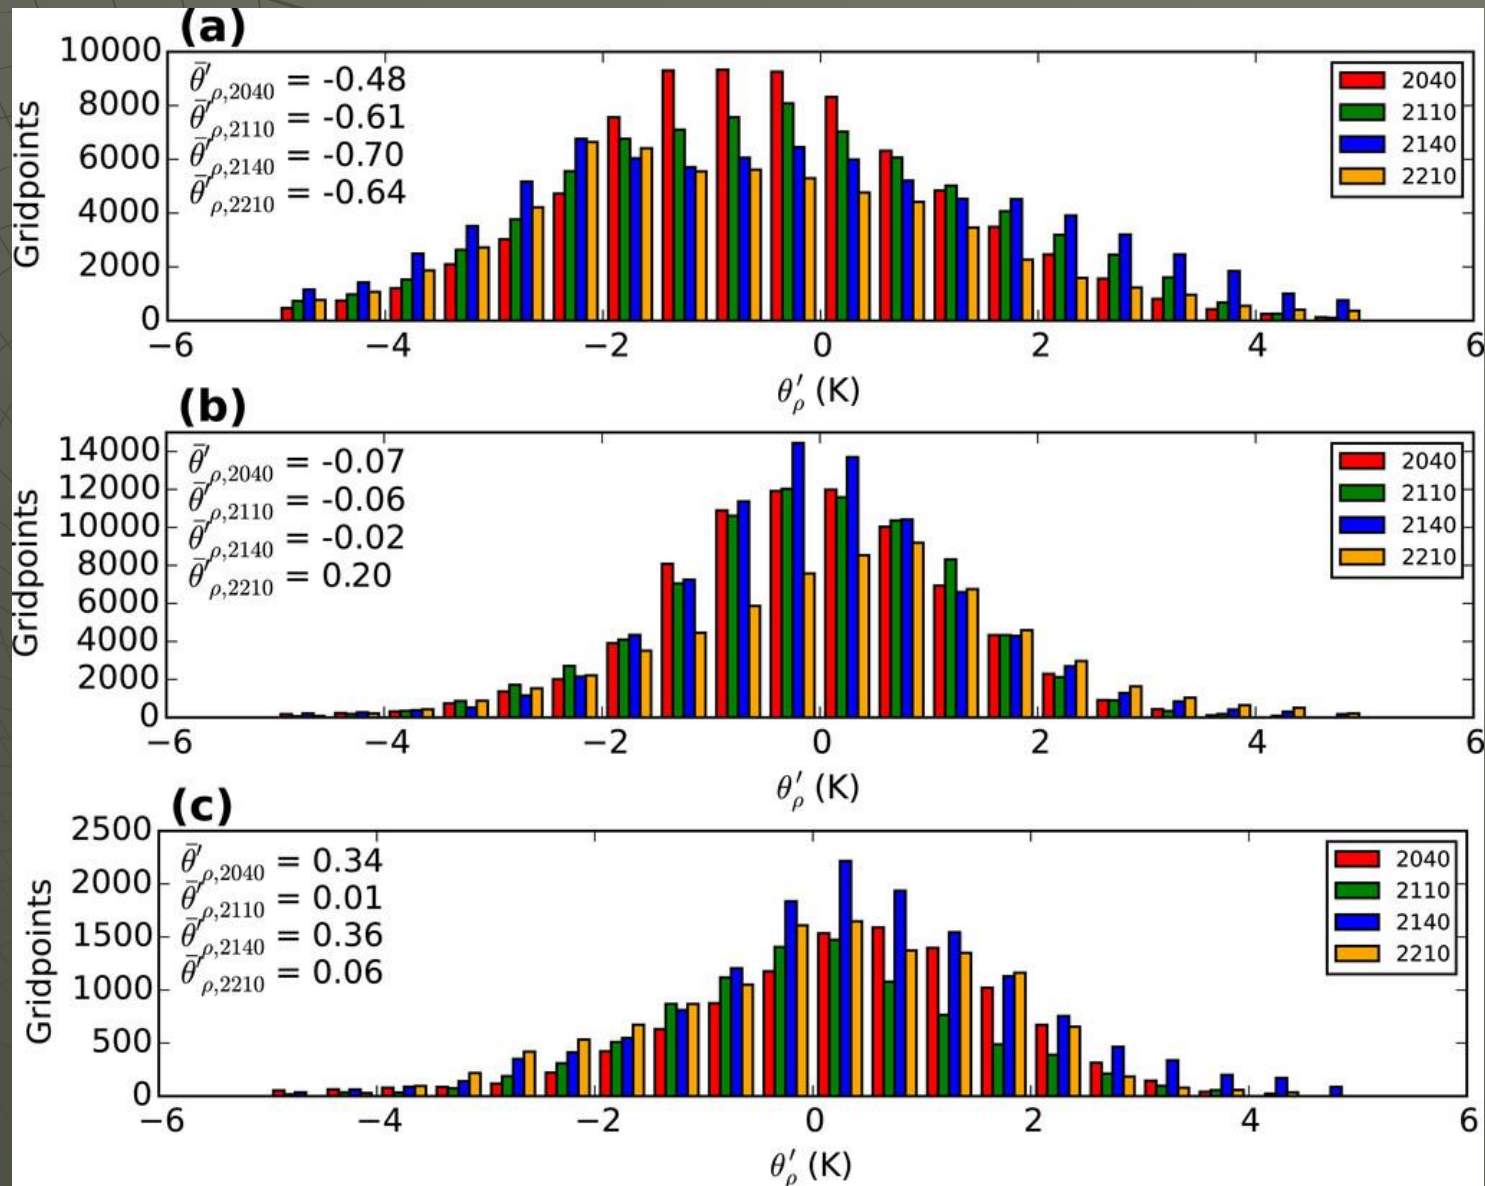 (a)
10000
8000
6000
4000
2000
0
Gridpoints
θ̄′ρ,2040 = -0.48
θ̄′ρ,2110 = -0.61
θ̄′ρ,2140 = -0.70
θ̄′ρ,2210 = -0.64
2040
2110
2140
2210
−6 −4 −2 0 2 4 6
θ′ρ (K)
(b)
14000
12000
10000
8000
6000
4000
2000
0
Gridpoints
θ̄′ρ,2040 = -0.07
θ̄′ρ,2110 = -0.06
θ̄′ρ,2140 = -0.02
θ̄′ρ,2210 = 0.20
2040
2110
2140
2210
−6 −4 −2 0 2 4 6
θ′ρ (K)
(c)
2500
2000
1500
1000
500
0
Gridpoints
θ̄′ρ,2040 = 0.34
θ̄′ρ,2110 = 0.01
θ̄′ρ,2140 = 0.36
θ̄′ρ,2210 = 0.06
2040
2110
2140
2210
−6 −4 −2 0 2 4 6
θ′ρ (K)